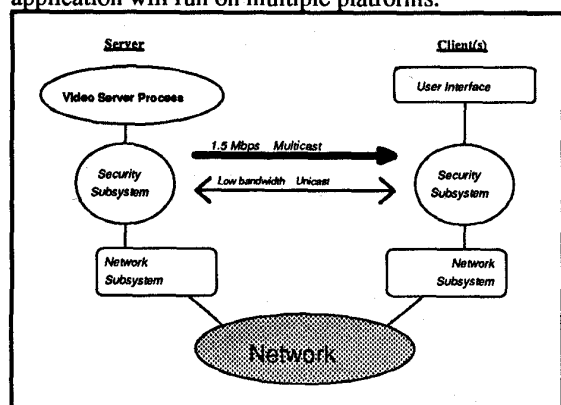 application will run on multiple platforms.
Server
Client(s)
Video Server Process
User Interface
1.5 Mbps Multicast
Security
Subsystem
Low bandwidth Unicast
Security
Subsystem
Network
Subsystem
Network
Subsystem
Network